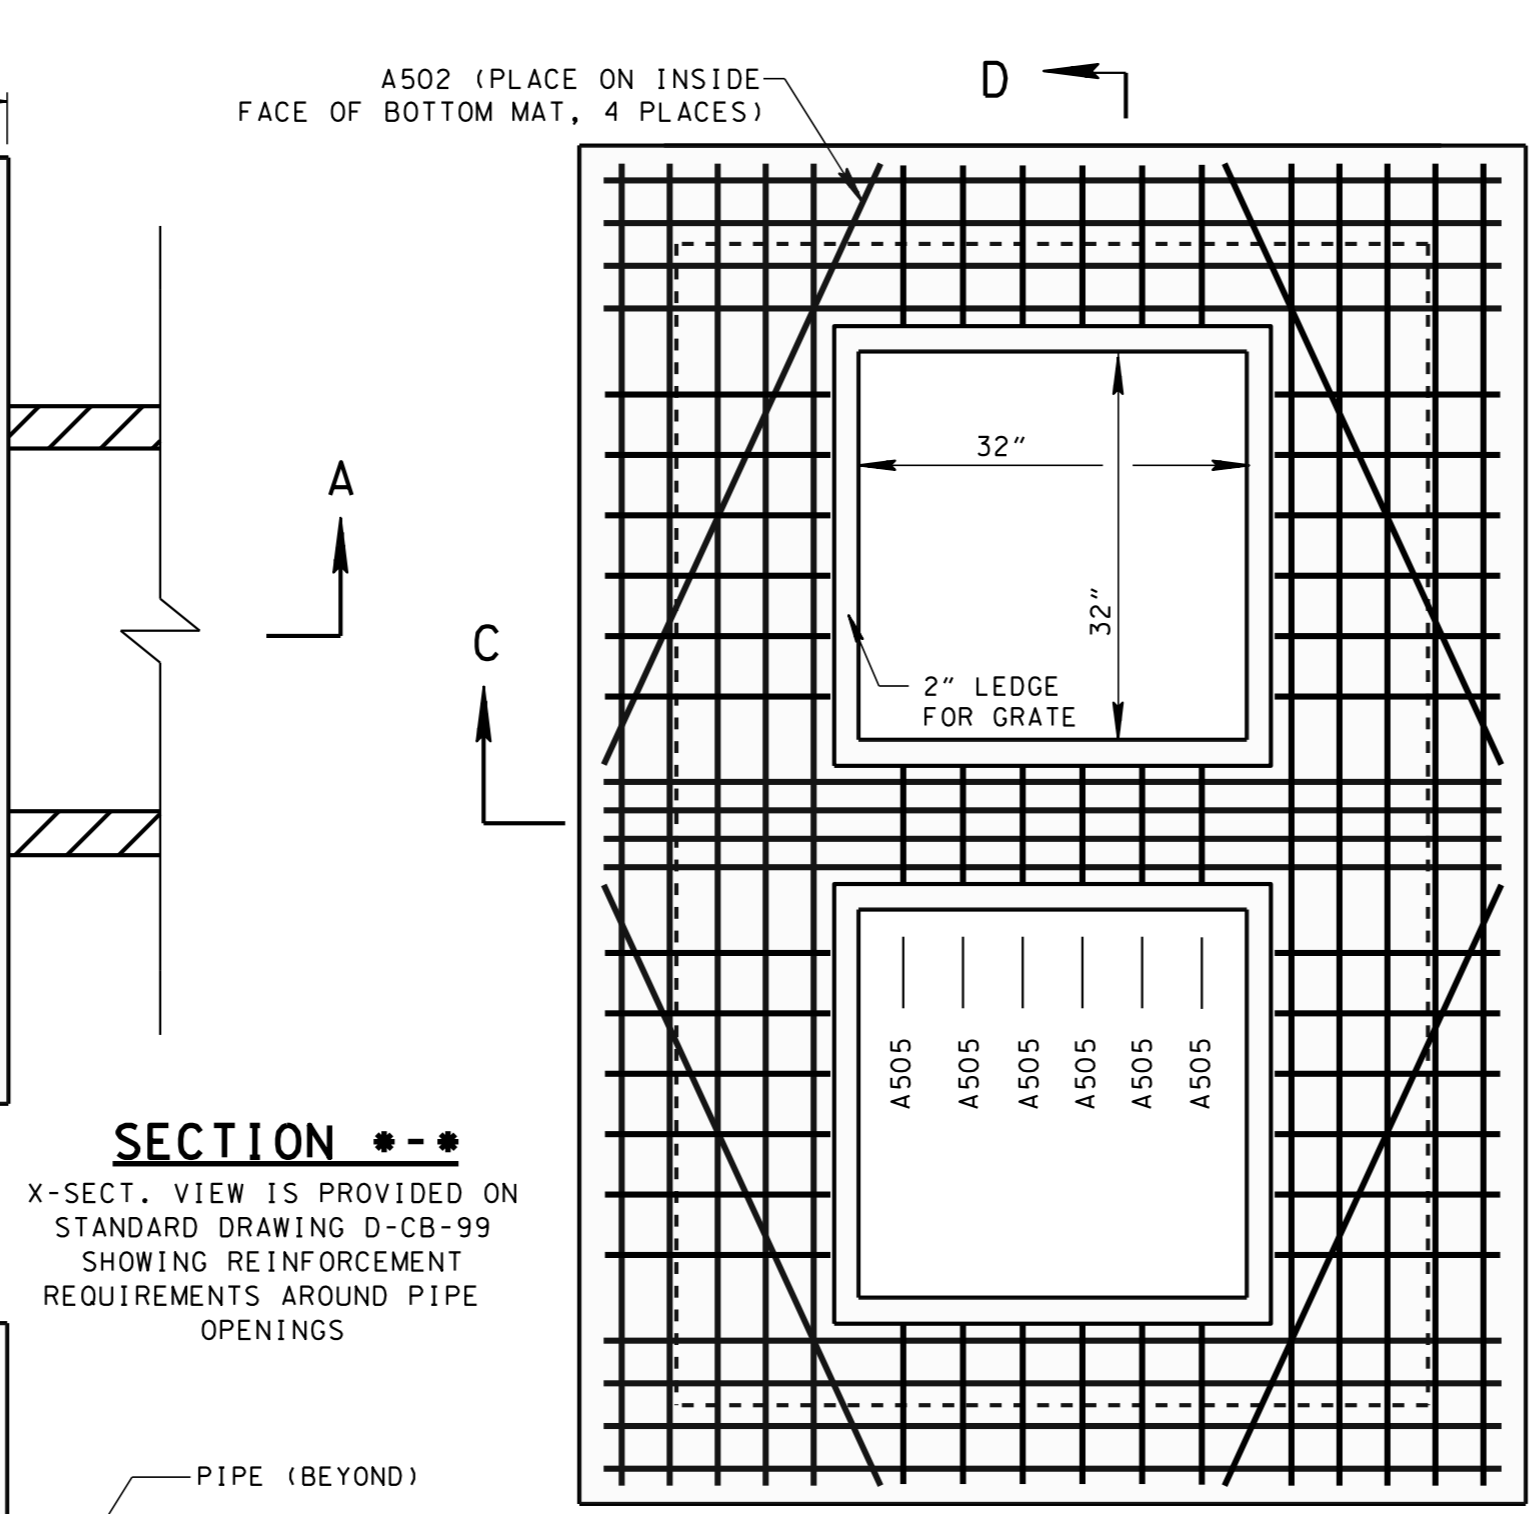 A502 (PLACE ON INSIDE
FACE OF BOTTOM MAT, 4 PLACES)
D
A
C
32"
32"
2" LEDGE
FOR GRATE
A505
A505
A505
A505
A505
A505
SECTION *-*
X-SECT. VIEW IS PROVIDED ON
STANDARD DRAWING D-CB-99
SHOWING REINFORCEMENT
REQUIREMENTS AROUND PIPE
OPENINGS
PIPE (BEYOND)